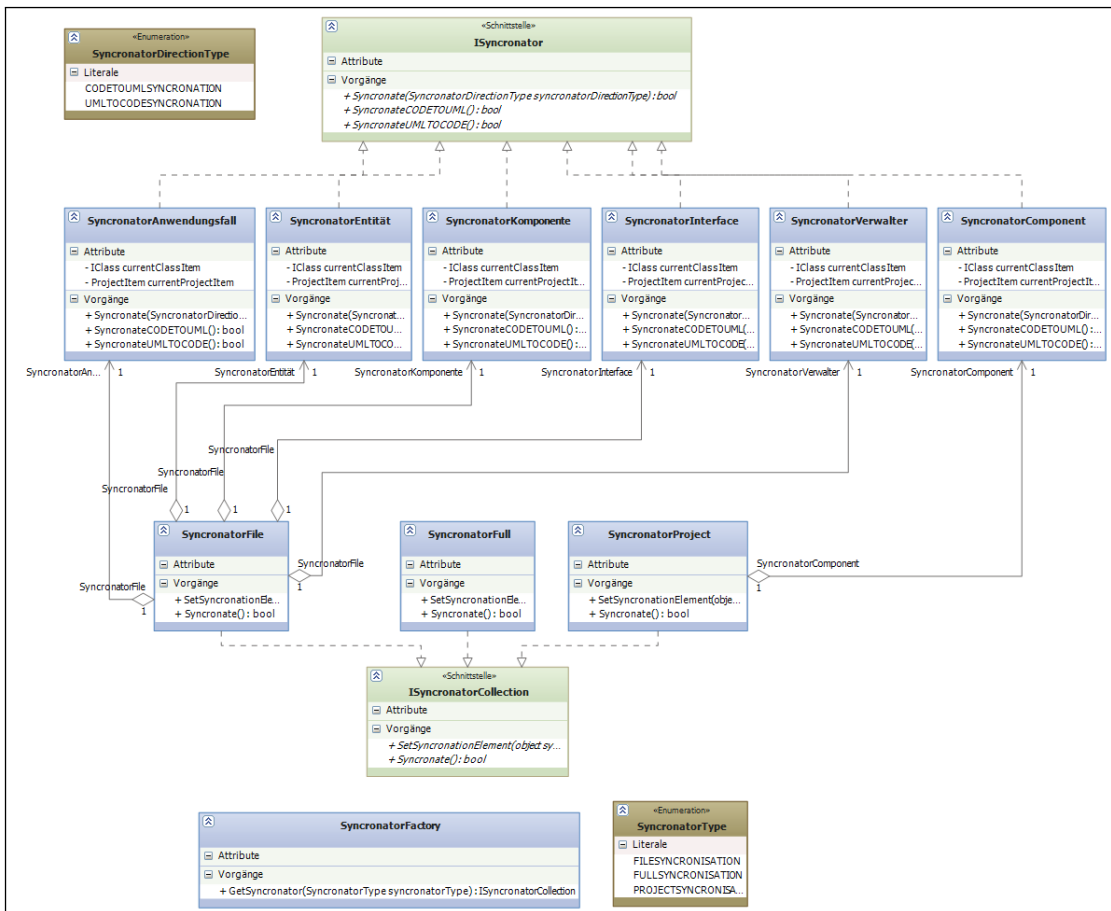 «Enumeration»
SyncronatorDirectionType
Literale
CODETOUMLSYNCRONATION
UMLTOCODESYNCRONATION
«Schnittstelle»
ISyncronator
Attribute
Vorgänge
+ Syncronate(SyncronatorDirectionType syncronatorDirectionType): bool
+ SyncronateCODETOUML(): bool
+ SyncronateUMLTOCODE(): bool
SyncronatorAnwendungsfall
Attribute
- IClass currentClassItem
- ProjectItem currentProjectItem
Vorgänge
+ Syncronate(SyncronatorDirectio...
+ SyncronateCODETOUML(): bool
+ SyncronateUMLTOCODE(): bool
SyncronatorEntität
Attribute
- IClass currentClassItem
- ProjectItem currentProj...
Vorgänge
+ Syncronate(Syncronat...
+ SyncronateCODETOU...
+ SyncronateUMLTOCO...
SyncronatorKomponente
Attribute
- IClass currentClassItem
- ProjectItem currentProjectIt...
Vorgänge
+ Syncronate(SyncronatorDir...
+ SyncronateCODETOUML():...
+ SyncronateUMLTOCODE():...
SyncronatorInterface
Attribute
- IClass currentClassItem
- ProjectItem currentProjec...
Vorgänge
+ Syncronate(Syncronator...
+ SyncronateCODETOUML(...
+ SyncronateUMLTOCODE(...
SyncronatorVerwalter
Attribute
- IClass currentClassItem
- ProjectItem currentProjec...
Vorgänge
+ Syncronate(Syncronator...
+ SyncronateCODETOUML(...
+ SyncronateUMLTOCODE(...
SyncronatorComponent
Attribute
- IClass currentClassItem
- ProjectItem currentProjectIt...
Vorgänge
+ Syncronate(SyncronatorDir...
+ SyncronateCODETOUML():...
+ SyncronateUMLTOCODE():...
SyncronatorAn...
1
SyncronatorEntität
1
SyncronatorKomponente
1
SyncronatorInterface
1
SyncronatorVerwalter
1
SyncronatorComponent
1
SyncronatorFile
SyncronatorFile
SyncronatorFile
1
1
1
SyncronatorFile
Attribute
Vorgänge
+ SetSyncronationEle...
+ Syncronate(): bool
SyncronatorFile
1
SyncronatorFile
1
SyncronatorFull
Attribute
Vorgänge
+ SetSyncronationEle...
+ Syncronate(): bool
SyncronatorProject
Attribute
Vorgänge
+ SetSyncronationElement(obje...
+ Syncronate(): bool
SyncronatorComponent
1
«Schnittstelle»
ISyncronatorCollection
Attribute
Vorgänge
+ SetSyncronationElement(object sy...
+ Syncronate(): bool
SyncronatorFactory
Attribute
Vorgänge
+ GetSyncronator(SyncronatorType syncronatorType): ISyncronatorCollection
«Enumeration»
SyncronatorType
Literale
FILESYNCRONISATION
FULLSYNCRONISATION
PROJECTSYNCRONISA...